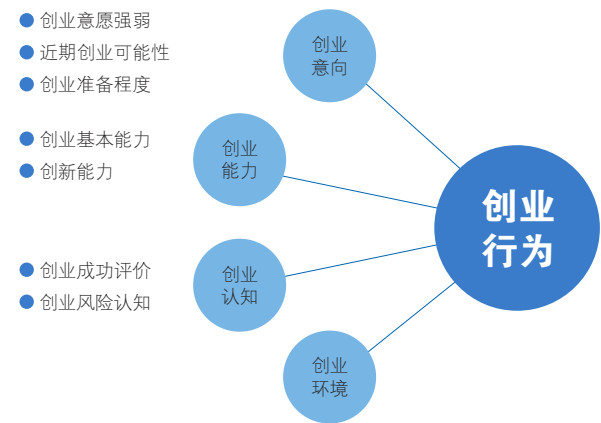 创业意愿强弱
近期创业可能性
创业准备程度
创业
意向
创业基本能力
创新能力
创业
能力
创业
行为
创业成功评价
创业风险认知
创业
认知
创业
环境